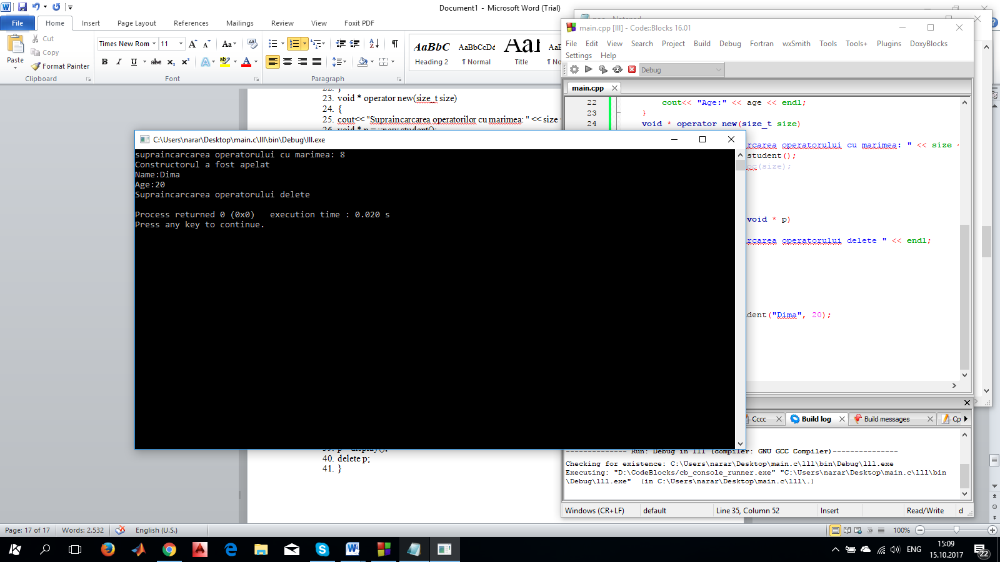 Document1 - Microsoft Word (Trial)
File Home Insert Page Layout References Mailings Review View Foxit PDF
Paste
Cut
Copy
Format Painter
Clipboard
Times New Rom 11
Font
Paragraph
AaBbC AaBbCcDc
Heading 2 ¶ Normal Title ¶ No
23. void * operator new(size_t size)
24. {
25. cout<< "Supraincarcarea operatorilor cu marimea: " << size
26. void * p = ::new student();
C:\Users\narar\Desktop\main.c\lll\bin\Debug\lll.exe
supraincarcarea operatorului cu marimea: 8
Constructorul a fost apelat
Name:Dima
Age:20
Supraincarcarea operatorului delete
Process returned 0 (0x0)   execution time : 0.020 s
Press any key to continue.
40. delete p;
41. }
main.cpp [lll] - Code::Blocks 16.01
File Edit View Search Project Build Debug Fortran wxSmith Tools Tools+ Plugins DoxyBlocks
Settings Help
Debug
main.cpp
22 cout<< "Age:" << age << endl;
23 }
24 void * operator new(size_t size)
rcarea operatorului cu marimea: " << size <
student();
oc(size);
void * p)
rcarea operatorului delete " << endl;
dent("Dima", 20);
Cccc Build log Build messages Cp
-------------- Run: Debug in lll (compiler: GNU GCC Compiler)---------------
Checking for existence: C:\Users\narar\Desktop\main.c\lll\bin\Debug\lll.exe
Executing: "D:\CodeBlocks/cb_console_runner.exe" "C:\Users\narar\Desktop\main.c\lll\bin
\Debug\lll.exe"  (in C:\Users\narar\Desktop\main.c\lll\.)
Windows (CR+LF) default Line 35, Column 52 Insert Read/Write d
Page: 17 of 17 Words: 2.532 English (U.S.) 100%
ENG
15:09
15.10.2017
22